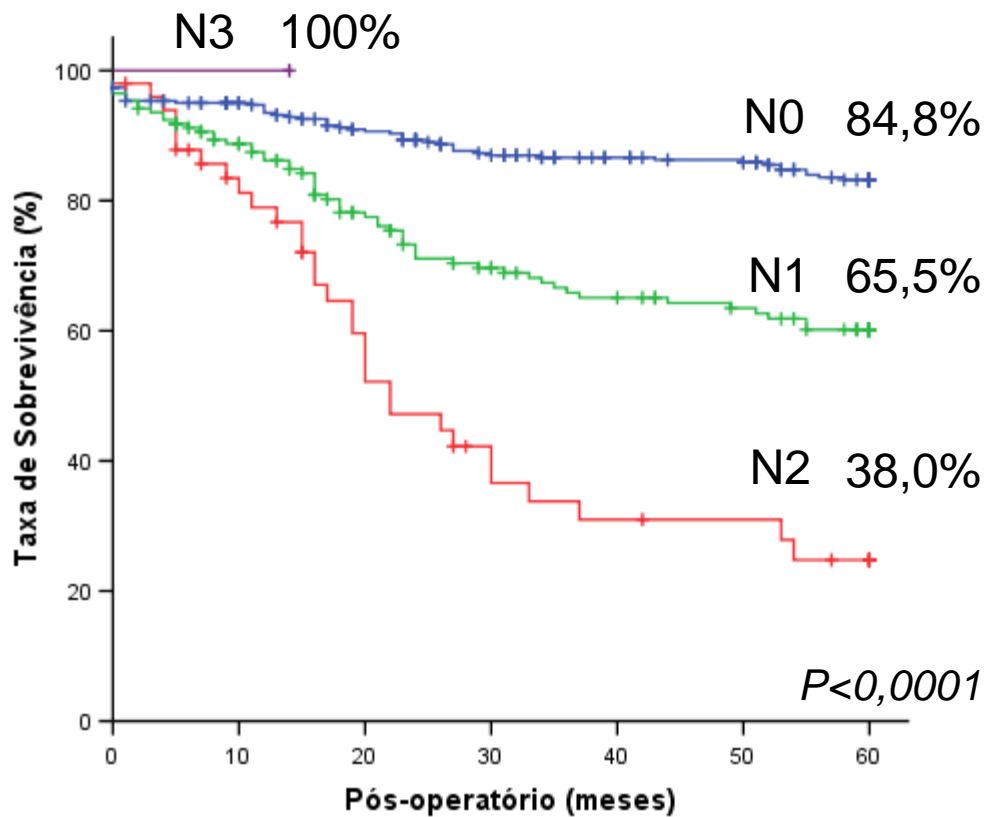 N3 100%
100
N0 84,8%
80
N1 65,5%
60
40
N2 38,0%
20
P<0,0001
0
0 10 20 30 40 50 60
Taxa de Sobrevivência (%)
Pós-operatório (meses)